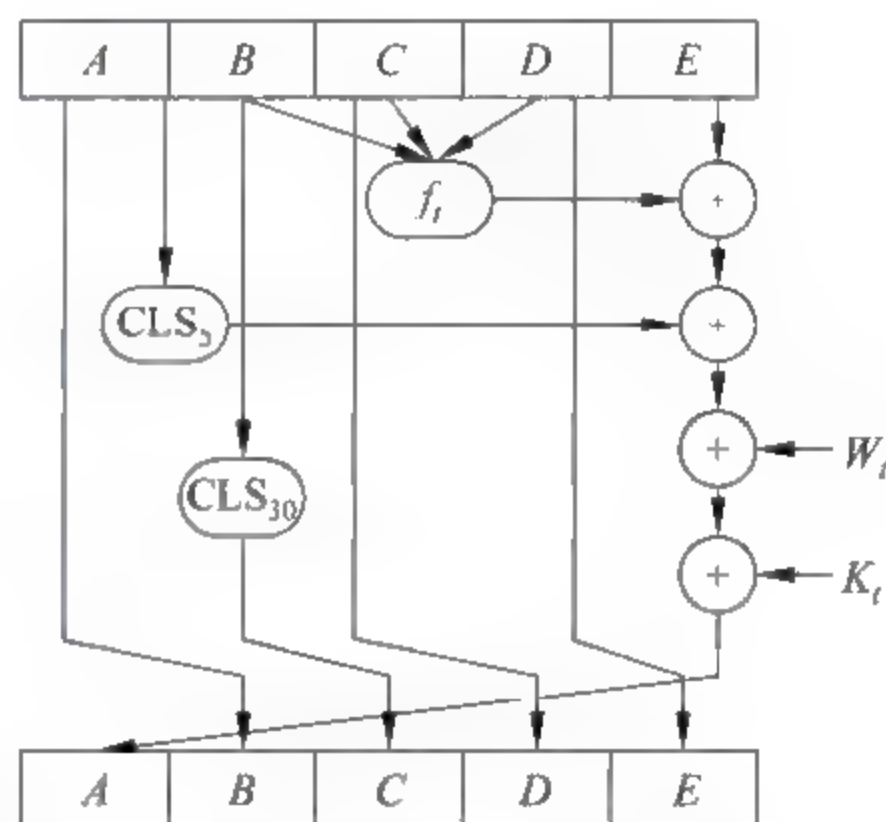 A B C D E
f_t +
CLS_5 +
+ W_t
CLS_30
+ K_t
A B C D E